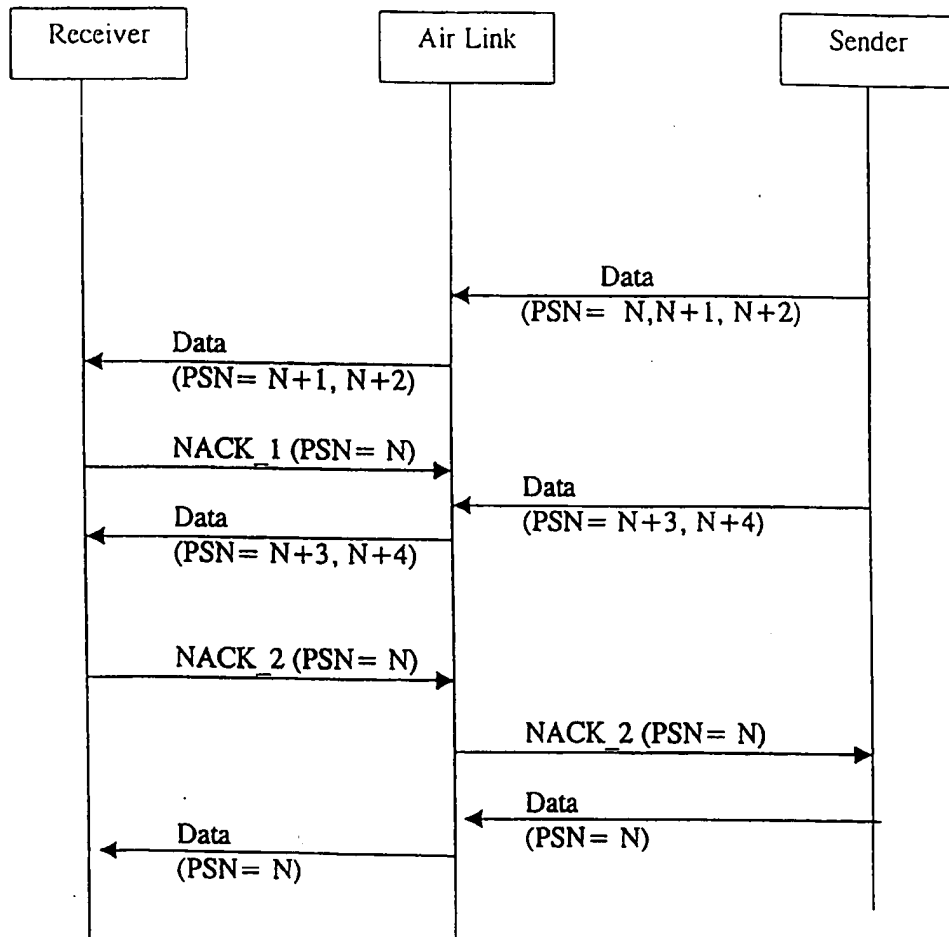 Receiver
Air Link
Sender
Data
(PSN= N,N+1, N+2)
Data
(PSN= N+1, N+2)
NACK_1 (PSN= N)
Data
(PSN= N+3, N+4)
Data
(PSN= N+3, N+4)
NACK_2 (PSN= N)
NACK_2 (PSN= N)
Data
(PSN= N)
Data
(PSN= N)